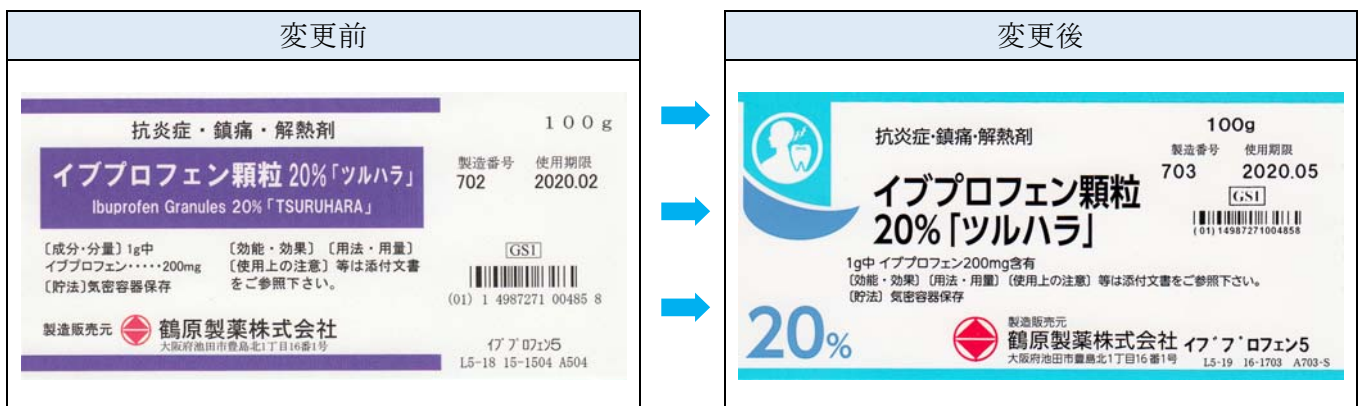 変更前
抗炎症・鎮痛・解熱剤
100g
イブプロフェン顆粒 20%「ツルハラ」
Ibuprofen Granules 20%「TSURUHARA」
製造番号 使用期限
702 2020.02
〔成分・分量〕1g中
イブプロフェン・・・・・200mg
〔貯法〕気密容器保存
〔効能・効果〕〔用法・用量〕
〔使用上の注意〕等は添付文書
をご参照下さい。
GS1
(01) 1 4987271 00485 8
製造販売元 鶴原製薬株式会社
大阪府池田市豊島北1丁目16番1号
イブプロフェン5
L5-18 15-1504 A504
変更後
抗炎症・鎮痛・解熱剤
100g
製造番号 使用期限
703 2020.05
GS1
(01)14987271004858
イブプロフェン顆粒
20%「ツルハラ」
1g中 イブプロフェン200mg含有
〔効能・効果〕〔用法・用量〕〔使用上の注意〕等は添付文書をご参照下さい。
〔貯法〕気密容器保存
20%
製造販売元
鶴原製薬株式会社
大阪府池田市豊島北1丁目16番1号
イブプロフェン5
L5-19 16-1703 A703-S